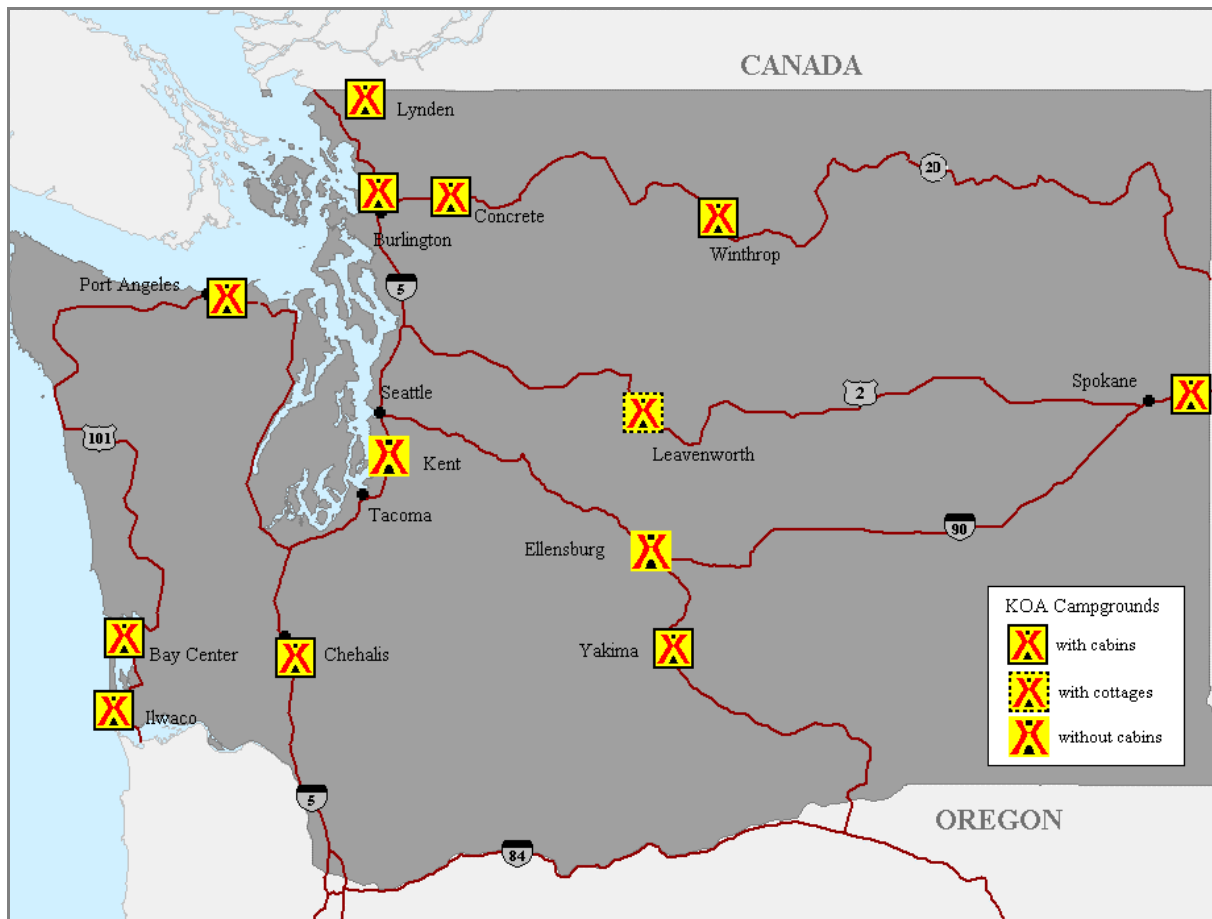 CANADA
Lynden
20
Concrete
Burlington
Winthrop
Port Angeles
5
Spokane
2
Seattle
101
Leavenworth
Kent
Tacoma
90
Ellensburg
KOA Campgrounds
with cabins
with cottages
without cabins
Bay Center
Chehalis
Yakima
Ilwaco
5
OREGON
84